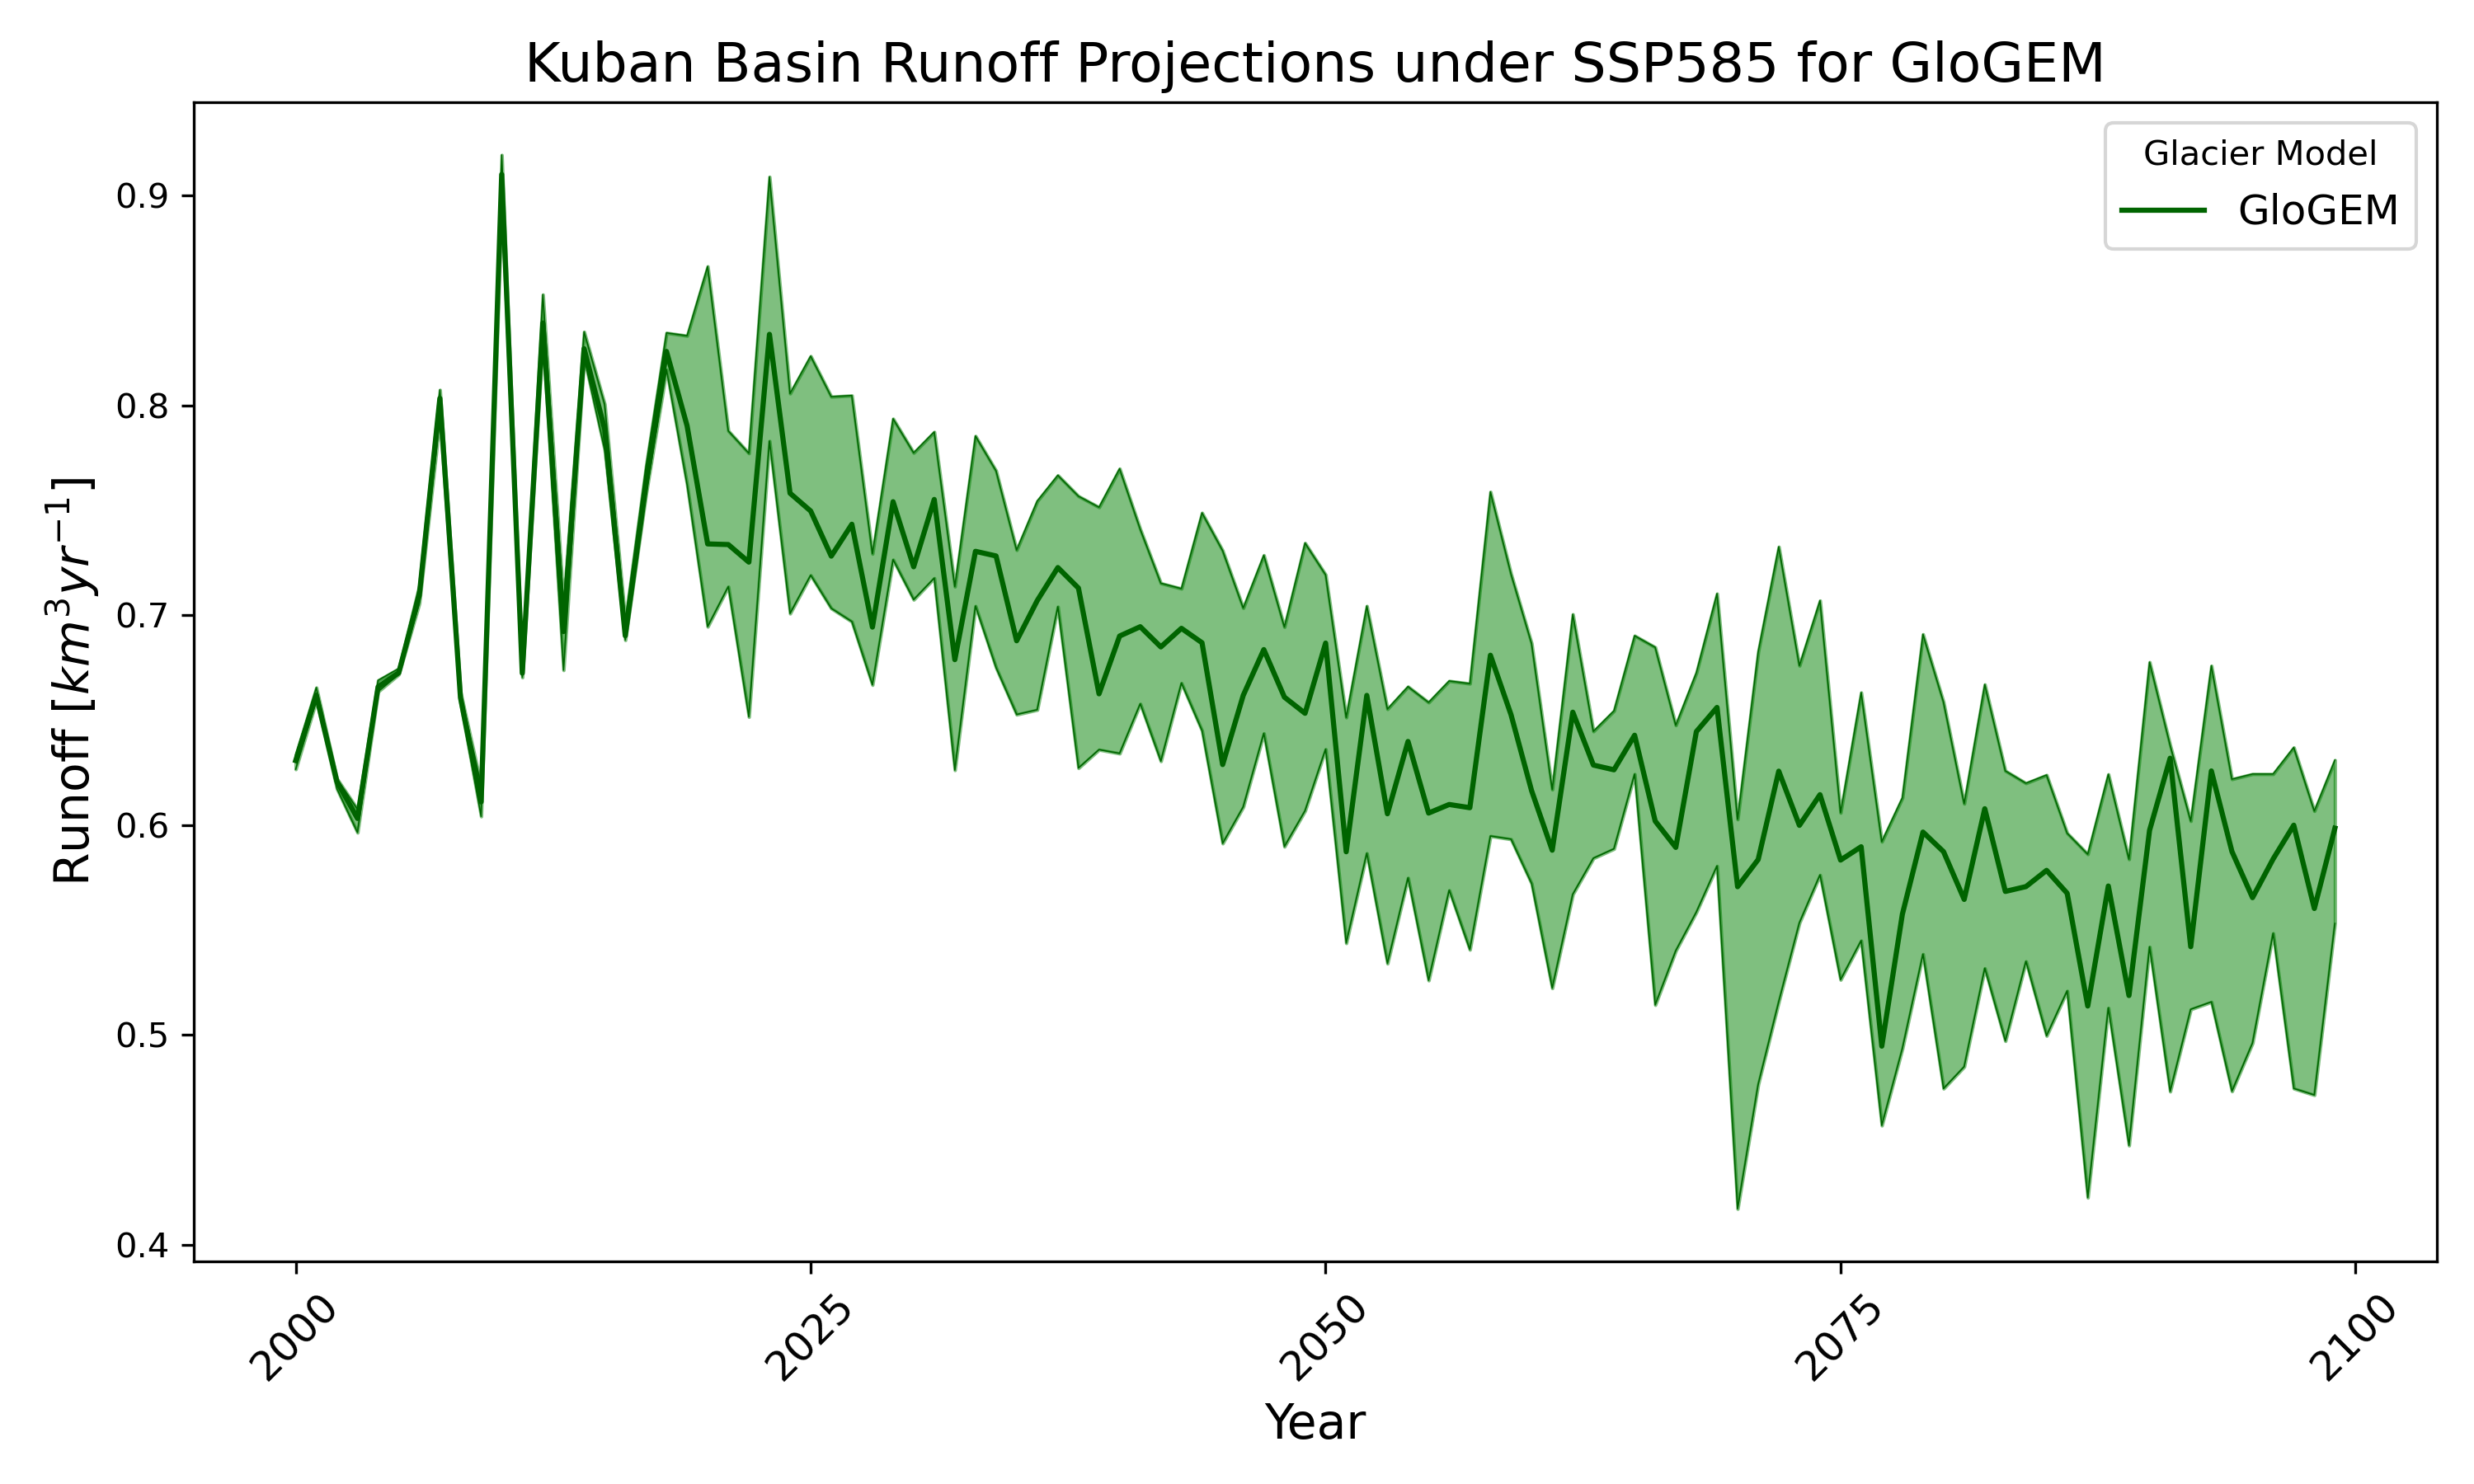 Kuban Basin Runoff Projections under SSP585 for GloGEM
Glacier Model
GloGEM
0.9
0.8
0.7
0.6
0.5
0.4
Runoff [km³yr⁻¹]
2000
2025
2050
2075
2100
Year